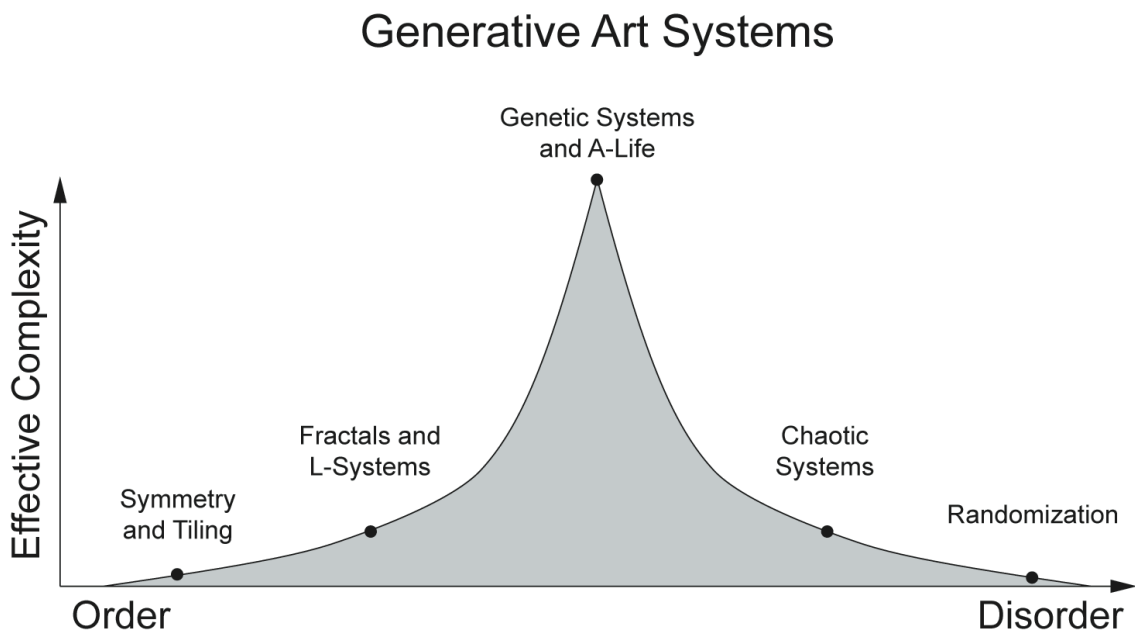 Generative Art Systems
Genetic Systems
and A-Life
Effective Complexity
Fractals and
L-Systems
Chaotic
Systems
Symmetry
and Tiling
Randomization
Order
Disorder